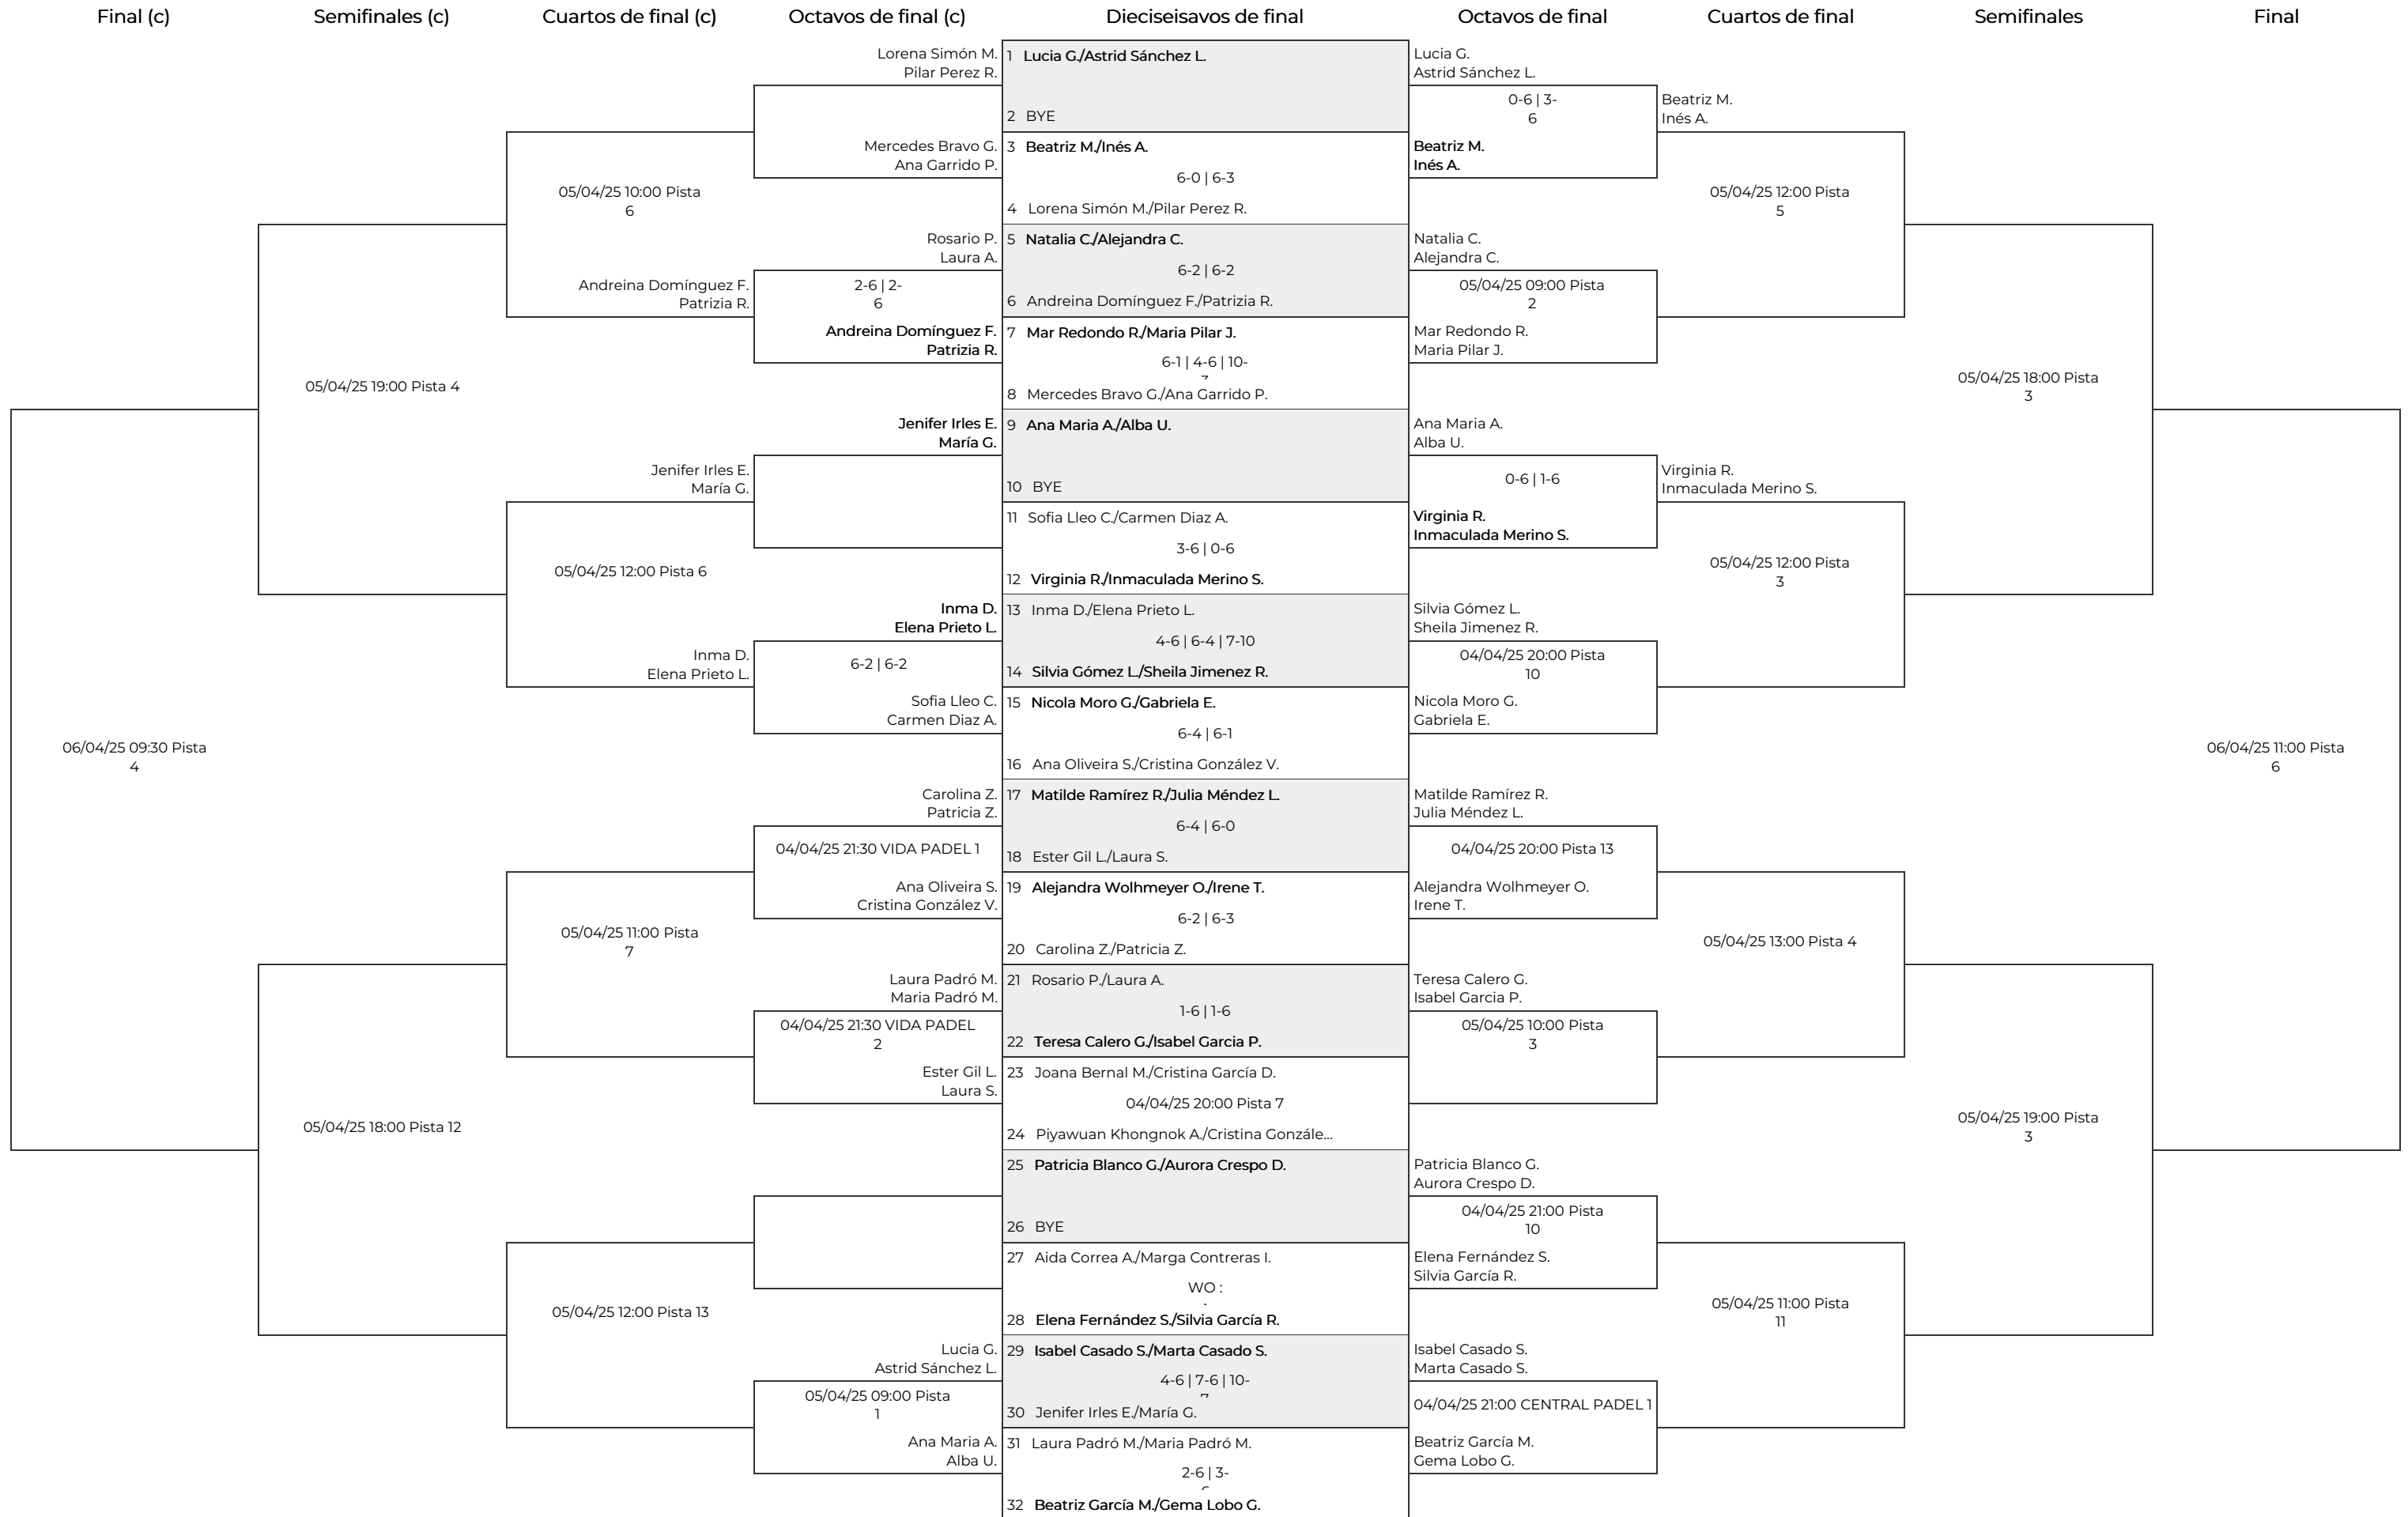 Final (c)
Semifinales (c)
Cuartos de final (c)
Octavos de final (c)
Dieciseisavos de final
Octavos de final
Cuartos de final
Semifinales
Final
06/04/25 09:30 Pista
4
05/04/25 19:00 Pista 4
05/04/25 18:00 Pista 12
05/04/25 10:00 Pista
6
Andreina Domínguez F.
Patrizia R.
Jenifer Irles E.
María G.
05/04/25 12:00 Pista 6
Inma D.
Elena Prieto L.
05/04/25 11:00 Pista
7
05/04/25 12:00 Pista 13
Lorena Simón M.
Pilar Perez R.
Mercedes Bravo G.
Ana Garrido P.
Rosario P.
Laura A.
2-6 | 2-
6
Andreina Domínguez F.
Patrizia R.
Jenifer Irles E.
María G.
Inma D.
Elena Prieto L.
6-2 | 6-2
Sofia Lleo C.
Carmen Diaz A.
Carolina Z.
Patricia Z.
04/04/25 21:30 VIDA PADEL 1
Ana Oliveira S.
Cristina González V.
Laura Padró M.
Maria Padró M.
04/04/25 21:30 VIDA PADEL
2
Ester Gil L.
Laura S.
Lucia G.
Astrid Sánchez L.
05/04/25 09:00 Pista
1
Ana Maria A.
Alba U.
1 Lucia G./Astrid Sánchez L.
2 BYE
3 Beatriz M./Inés A.
6-0 | 6-3
4 Lorena Simón M./Pilar Perez R.
5 Natalia C./Alejandra C.
6-2 | 6-2
6 Andreina Domínguez F./Patrizia R.
7 Mar Redondo R./Maria Pilar J.
6-1 | 4-6 | 10-
8 Mercedes Bravo G./Ana Garrido P.
9 Ana Maria A./Alba U.
10 BYE
11 Sofia Lleo C./Carmen Diaz A.
3-6 | 0-6
12 Virginia R./Inmaculada Merino S.
13 Inma D./Elena Prieto L.
4-6 | 6-4 | 7-10
14 Silvia Gómez L./Sheila Jimenez R.
15 Nicola Moro G./Gabriela E.
6-4 | 6-1
16 Ana Oliveira S./Cristina González V.
17 Matilde Ramírez R./Julia Méndez L.
6-4 | 6-0
18 Ester Gil L./Laura S.
19 Alejandra Wolhmeyer O./Irene T.
6-2 | 6-3
20 Carolina Z./Patricia Z.
21 Rosario P./Laura A.
1-6 | 1-6
22 Teresa Calero G./Isabel Garcia P.
23 Joana Bernal M./Cristina García D.
04/04/25 20:00 Pista 7
24 Piyawuan Khongnok A./Cristina Gonzále...
25 Patricia Blanco G./Aurora Crespo D.
26 BYE
27 Aida Correa A./Marga Contreras I.
WO :
28 Elena Fernández S./Silvia García R.
29 Isabel Casado S./Marta Casado S.
4-6 | 7-6 | 10-
30 Jenifer Irles E./María G.
31 Laura Padró M./Maria Padró M.
2-6 | 3-
32 Beatriz García M./Gema Lobo G.
Lucia G.
Astrid Sánchez L.
0-6 | 3-
6
Beatriz M.
Inés A.
Natalia C.
Alejandra C.
05/04/25 09:00 Pista
2
Mar Redondo R.
Maria Pilar J.
Ana Maria A.
Alba U.
0-6 | 1-6
Virginia R.
Inmaculada Merino S.
Silvia Gómez L.
Sheila Jimenez R.
04/04/25 20:00 Pista
10
Nicola Moro G.
Gabriela E.
Matilde Ramírez R.
Julia Méndez L.
04/04/25 20:00 Pista 13
Alejandra Wolhmeyer O.
Irene T.
Teresa Calero G.
Isabel Garcia P.
05/04/25 10:00 Pista
3
Patricia Blanco G.
Aurora Crespo D.
04/04/25 21:00 Pista
10
Elena Fernández S.
Silvia García R.
Isabel Casado S.
Marta Casado S.
04/04/25 21:00 CENTRAL PADEL 1
Beatriz García M.
Gema Lobo G.
Beatriz M.
Inés A.
05/04/25 12:00 Pista
5
Virginia R.
Inmaculada Merino S.
05/04/25 12:00 Pista
3
05/04/25 13:00 Pista 4
05/04/25 11:00 Pista
11
05/04/25 18:00 Pista
3
05/04/25 19:00 Pista
3
06/04/25 11:00 Pista
6